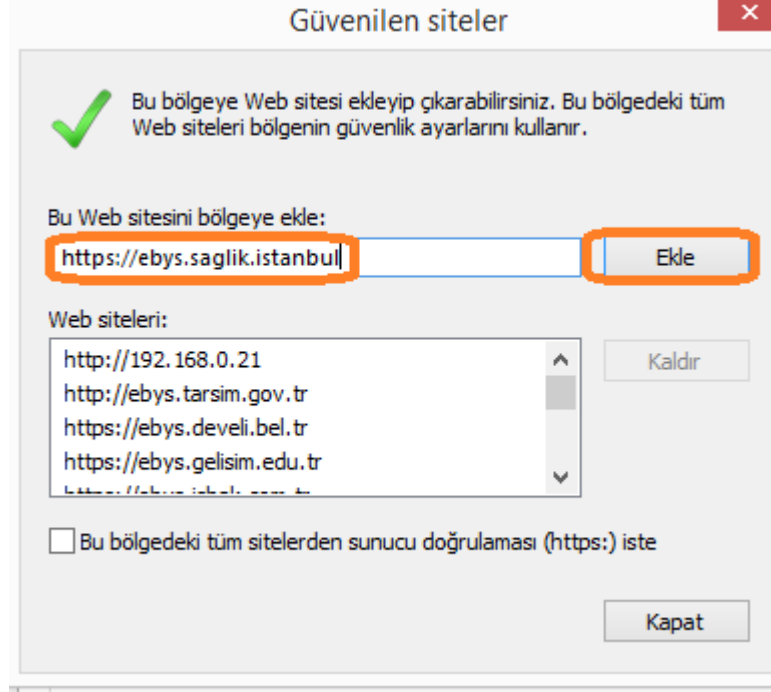 Güvenilen siteler
Bu bölgeye Web sitesi ekleyip çıkarabilirsiniz. Bu bölgedeki tüm
Web siteleri bölgenin güvenlik ayarlarını kullanır.
Bu Web sitesini bölgeye ekle:
https://ebys.saglik.istanbul
Ekle
Web siteleri:
http://192.168.0.21
Kaldır
http://ebys.tarsim.gov.tr
https://ebys.develi.bel.tr
https://ebys.gelisim.edu.tr
Bu bölgedeki tüm sitelerden sunucu doğrulaması (https:) iste
Kapat